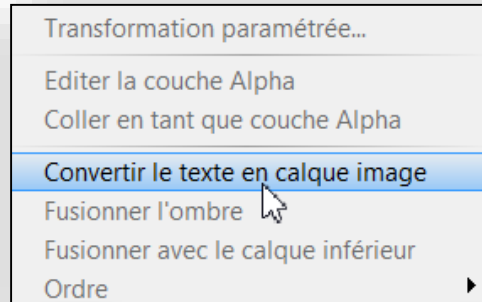 Transformation paramétrée...
Editer la couche Alpha
Coller en tant que couche Alpha
Convertir le texte en calque image
Fusionner l'ombre
Fusionner avec le calque inférieur
Ordre